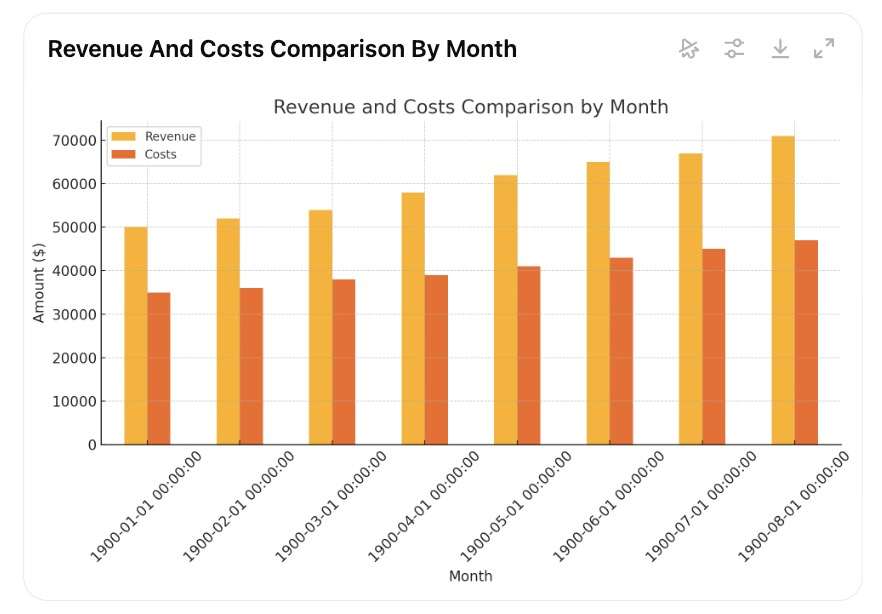 Revenue And Costs Comparison By Month
Revenue and Costs Comparison by Month
Revenue
Costs
Amount ($)
70000
60000
50000
40000
30000
20000
10000
0
1900-01-01 00:00:00
1900-02-01 00:00:00
1900-03-01 00:00:00
1900-04-01 00:00:00
1900-05-01 00:00:00
1900-06-01 00:00:00
1900-07-01 00:00:00
1900-08-01 00:00:00
Month